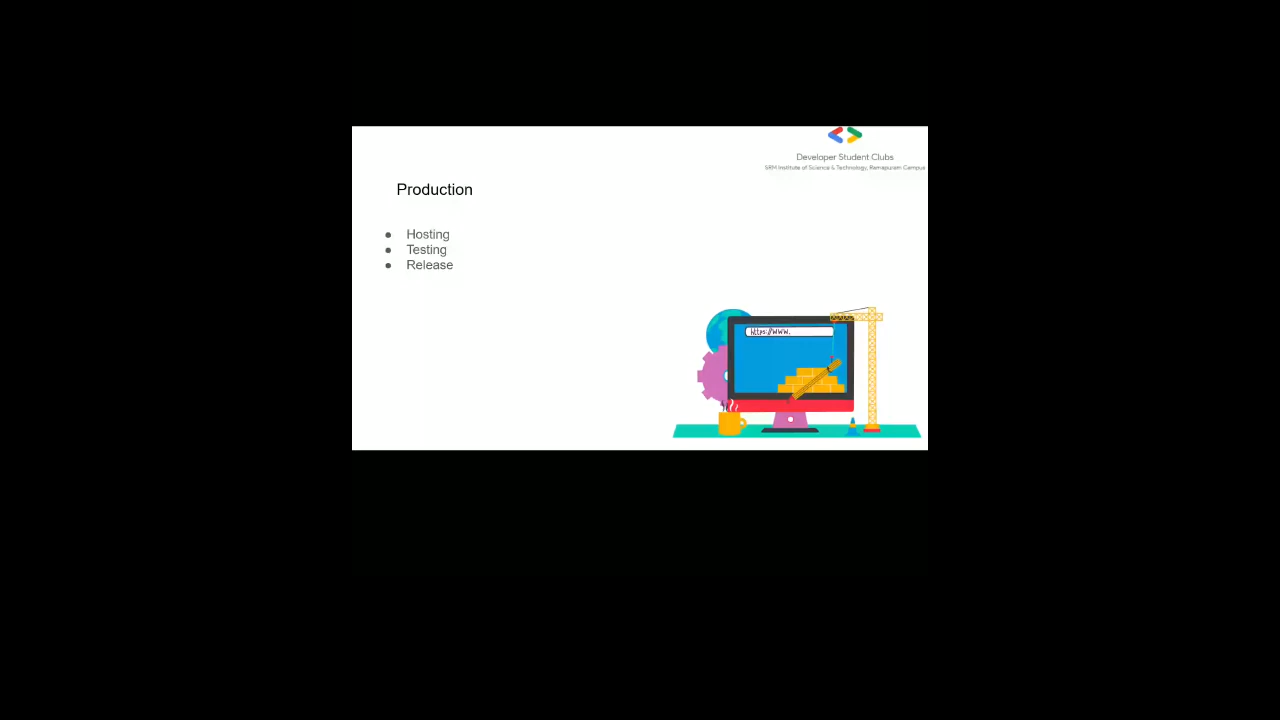 Developer Student Clubs
SRM Institute of Science & Technology, Ramapuram Campus
Production
● Hosting
● Testing
● Release
https://www.